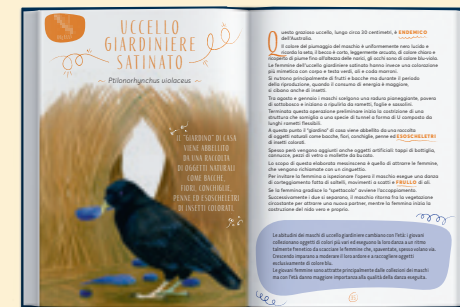 UCCELLO
GIARDINIERE
SATINATO
Ptilonorhynchus violaceus
IL "GIARDINO" DI CASA
VIENE ABBELLITO
DA UNA RACCOLTA
DI OGGETTI NATURALI
COME BACCHE,
FIORI, CONCHIGLIE,
PENNE ED ESOSCHELETRI
DI INSETTI COLORATI.
Questo grazioso uccello, lungo circa 30 centimetri, è ENDEMICO
dell'Australia.
Il colore del piumaggio del maschio è uniformemente nero lucido e
ricorda la seta, il becco è corto, leggermente arcuato, di colore chiaro e
ricoperto di piume fino all'altezza delle narici, gli occhi sono di colore blu-viola.
Le femmine dell'uccello giardiniere satinato hanno invece una colorazione
più mimetica con corpo e testa verdi, ali e coda marroni.
Si nutrono principalmente di frutti e bacche ma durante il periodo
della riproduzione, quando il consumo di energia è maggiore,
si cibano anche di insetti.
Tra agosto e gennaio i maschi scelgono una radura pianeggiante, povera
di sottobosco e iniziano a ripulirla da rametti, foglie e sassolini.
Terminata questa operazione preliminare inizia la costruzione di una
struttura che somiglia a una specie di tunnel a forma di U composto da
lunghi rametti flessibili.
A questo punto il "giardino" di casa viene abbellito da una raccolta
di oggetti naturali come bacche, fiori, conchiglie, penne ed ESOSCHELETRI
di insetti colorati.
Spesso però vengono aggiunti anche oggetti artificiali: tappi di bottiglia,
cannucce, pezzi di vetro o mollette da bucato.
Lo scopo di questa elaborata messinscena è quello di attrarre le femmine,
che vengono richiamate con un cinguettio.
Per invitare la femmina a ispezionare l'opera il maschio esegue una danza
di corteggiamento fatta di saltelli, movimenti a scatti e FRULLO di ali.
Se la femmina gradisce lo "spettacolo" avviene l'accoppiamento.
Successivamente i due si separano, il maschio ritorna fra la vegetazione
circostante per attrarre una nuova partner, mentre la femmina inizia la
costruzione del nido vero e proprio.
Le abitudini dei maschi di uccello giardiniere cambiano con l'età: i giovani
collezionano oggetti di colori più vari ed eseguono la loro danza a un ritmo
talmente frenetico da scacciare le femmine che, spaventate, spesso volano via.
Crescendo imparano a moderare il loro ardore e a raccogliere oggetti
esclusivamente di colore blu.
Le giovani femmine sono attratte principalmente dalle collezioni dei maschi
ma con l'età danno maggiore importanza alla qualità della danza eseguita.